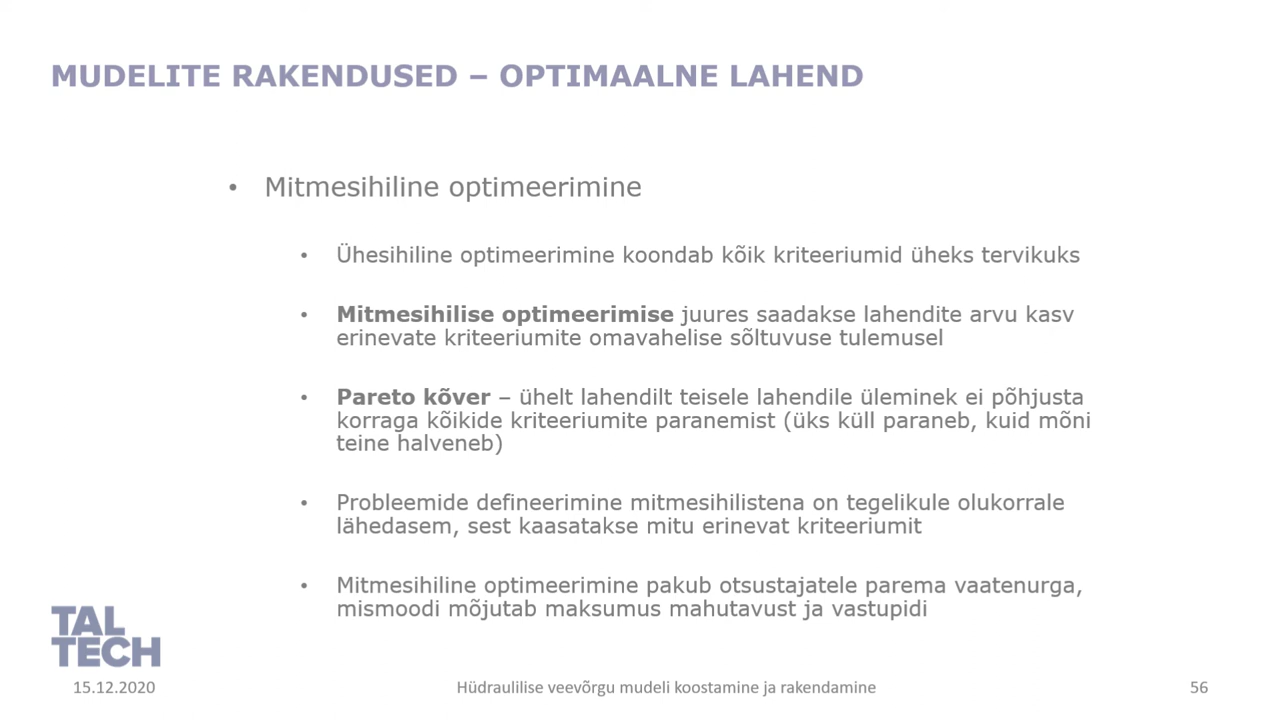 MUDELITE RAKENDUSED – OPTIMAALNE LAHEND
• Mitmesihiline optimeerimine
• Ühesihiline optimeerimine koondab kõik kriteeriumid üheks tervikuks
• Mitmesihilise optimeerimise juures saadakse lahendite arvu kasv
erinevate kriteeriumite omavahelise sõltuvuse tulemusel
• Pareto kõver – ühelt lahendilt teisele lahendile üleminek ei põhjusta
korraga kõikide kriteeriumite paranemist (üks küll paraneb, kuid mõni
teine halveneb)
• Probleemide defineerimine mitmesihilistena on tegelikule olukorrale
lähedasem, sest kaasatakse mitu erinevat kriteeriumit
• Mitmesihiline optimeerimine pakub otsustajatele parema vaatenurga,
mismoodi mõjutab maksumus mahutavust ja vastupidi
TAL
TECH
15.12.2020
Hüdraulilise veevõrgu mudeli koostamine ja rakendamine
56